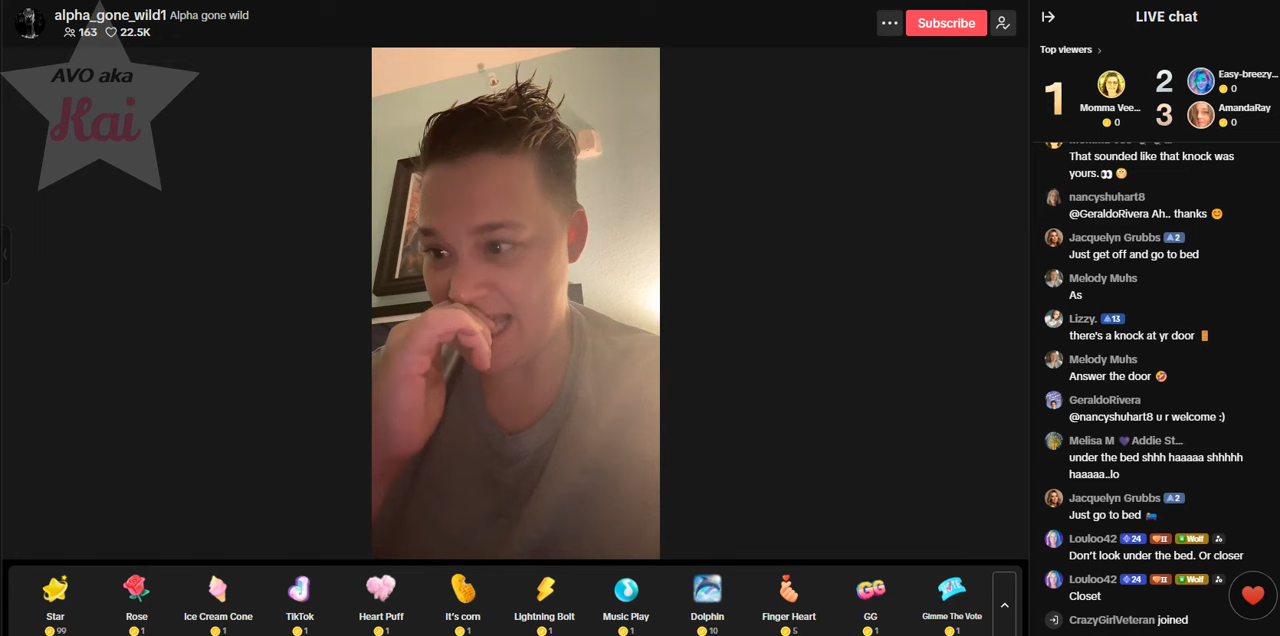 alpha_gone_wild1 Alpha gone wild
163 22.5K
AVO aka
Kai
Subscribe
LIVE chat
Top viewers
1
Momma Vee...
0
2
Easy-breezy...
0
3
AmandaRay
0
That sounded like that knock was
yours.👀🤭
nancyshuhart8
@GeraldoRivera Ah.. thanks 😊
Jacquelyn Grubbs 2
Just get off and go to bed
Melody Muhs
As
Lizzy. 13
there's a knock at yr door 🚪
Melody Muhs
Answer the door 🤣
GeraldoRivera
@nancyshuhart8 u r welcome :)
Melisa M 💜Addie St...
under the bed shhh haaaaa shhhhh
haaaaa..lo
Jacquelyn Grubbs 2
Just go to bed 🛌
Louloo42 24 II Wolf
Don't look under the bed. Or closer
Louloo42 24 II Wolf
Closet
CrazyGirlVeteran joined
Star
99
Rose
1
Ice Cream Cone
1
TikTok
1
Heart Puff
1
It's corn
1
Lightning Bolt
1
Music Play
1
Dolphin
10
Finger Heart
5
GG
GG
1
Gimme The Vote
1